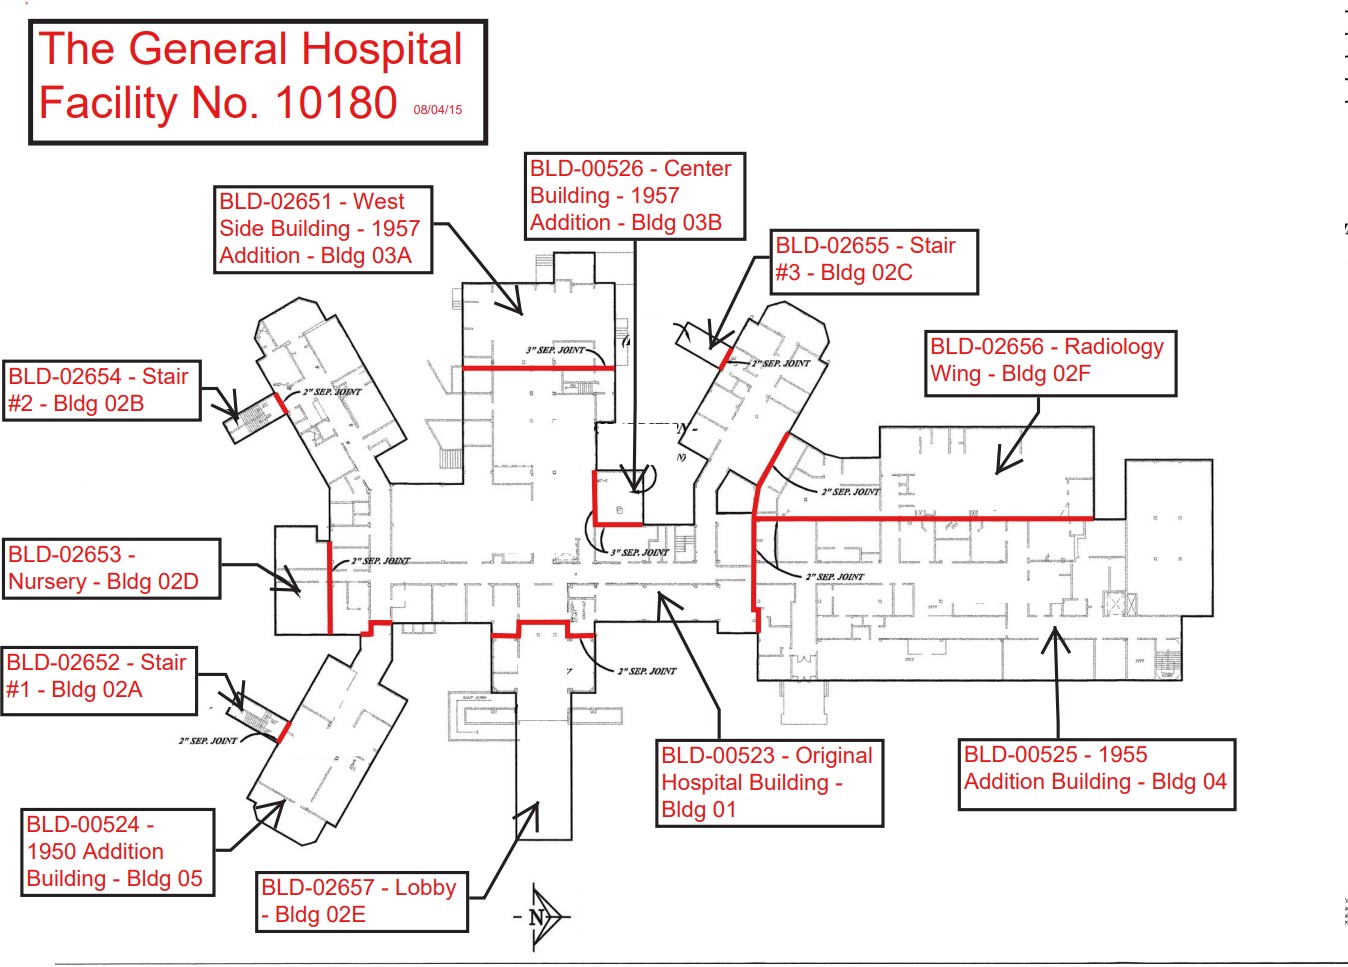 The General Hospital
Facility No. 10180 08/04/15
BLD-00526 - Center
Building - 1957
Addition - Bldg 03B
BLD-02651 - West
Side Building - 1957
Addition - Bldg 03A
BLD-02655 - Stair
#3 - Bldg 02C
BLD-02656 - Radiology
Wing - Bldg 02F
3" SEP. JOINT
2" SEP. JOINT
BLD-02654 - Stair
#2 - Bldg 02B
2" SEP. JOINT
2" SEP. JOINT
BLD-02653 -
Nursery - Bldg 02D
2" SEP. JOINT
3" SEP. JOINT
2" SEP. JOINT
BLD-02652 - Stair
#1 - Bldg 02A
2" SEP. JOINT
2" SEP. JOINT
BLD-00523 - Original
Hospital Building -
Bldg 01
BLD-00525 - 1955
Addition Building - Bldg 04
BLD-00524 -
1950 Addition
Building - Bldg 05
BLD-02657 - Lobby
- Bldg 02E
N